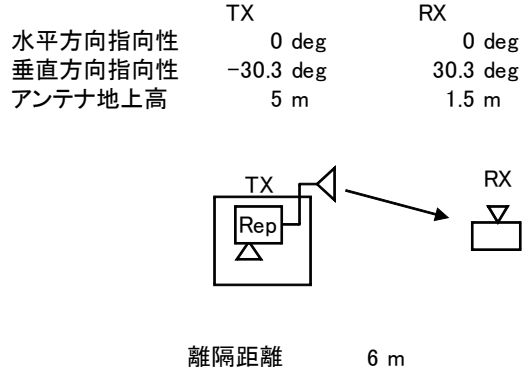 TX RX
水平方向指向性 0 deg 0 deg
垂直方向指向性 -30.3 deg 30.3 deg
アンテナ地上高 5 m 1.5 m
TX RX
Rep
離隔距離 6 m